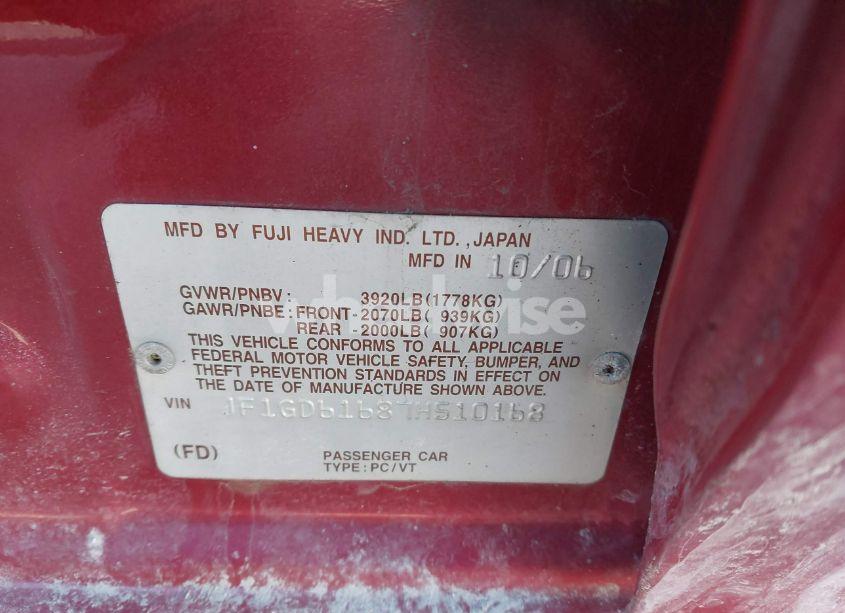 MFD BY FUJI HEAVY IND. LTD., JAPAN
MFD IN 10/06
GVWR/PNBV: 3920LB(1778KG)
GAWR/PNBE: FRONT-2070LB( 939KG)
REAR -2000LB( 907KG)
THIS VEHICLE CONFORMS TO ALL APPLICABLE
FEDERAL MOTOR VEHICLE SAFETY, BUMPER, AND
THEFT PREVENTION STANDARDS IN EFFECT ON
THE DATE OF MANUFACTURE SHOWN ABOVE.
VIN JF1GD61687H510168
(FD) PASSENGER CAR
TYPE: PC/VT